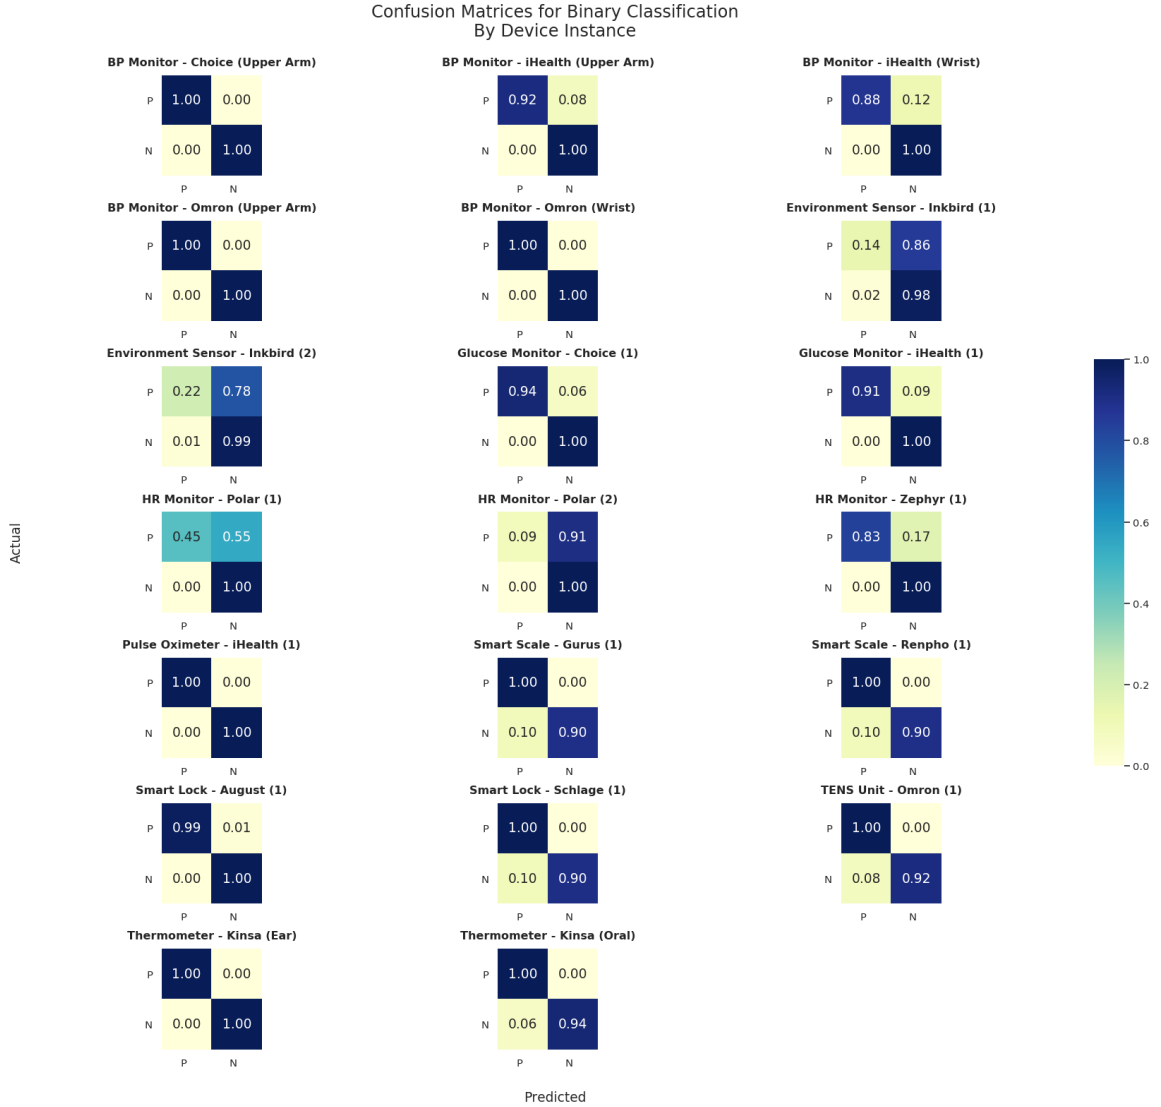 Confusion Matrices for Binary Classification
By Device Instance
BP Monitor - Choice (Upper Arm)
P 1.00 0.00
N 0.00 1.00
P N
BP Monitor - iHealth (Upper Arm)
P 0.92 0.08
N 0.00 1.00
P N
BP Monitor - iHealth (Wrist)
P 0.88 0.12
N 0.00 1.00
P N
BP Monitor - Omron (Upper Arm)
P 1.00 0.00
N 0.00 1.00
P N
BP Monitor - Omron (Wrist)
P 1.00 0.00
N 0.00 1.00
P N
Environment Sensor - Inkbird (1)
P 0.14 0.86
N 0.02 0.98
P N
Environment Sensor - Inkbird (2)
P 0.22 0.78
N 0.01 0.99
P N
Glucose Monitor - Choice (1)
P 0.94 0.06
N 0.00 1.00
P N
Glucose Monitor - iHealth (1)
P 0.91 0.09
N 0.00 1.00
P N
HR Monitor - Polar (1)
P 0.45 0.55
N 0.00 1.00
P N
HR Monitor - Polar (2)
P 0.09 0.91
N 0.00 1.00
P N
HR Monitor - Zephyr (1)
P 0.83 0.17
N 0.00 1.00
P N
Pulse Oximeter - iHealth (1)
P 1.00 0.00
N 0.00 1.00
P N
Smart Scale - Gurus (1)
P 1.00 0.00
N 0.10 0.90
P N
Smart Scale - Renpho (1)
P 1.00 0.00
N 0.10 0.90
P N
Smart Lock - August (1)
P 0.99 0.01
N 0.00 1.00
P N
Smart Lock - Schlage (1)
P 1.00 0.00
N 0.10 0.90
P N
TENS Unit - Omron (1)
P 1.00 0.00
N 0.08 0.92
P N
Thermometer - Kinsa (Ear)
P 1.00 0.00
N 0.00 1.00
P N
Thermometer - Kinsa (Oral)
P 1.00 0.00
N 0.06 0.94
P N
Actual
Predicted
1.0
0.8
0.6
0.4
0.2
0.0